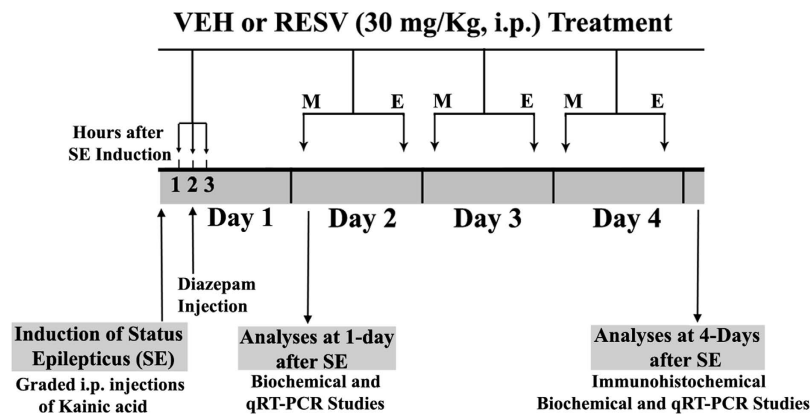 VEH or RESV (30 mg/Kg, i.p.) Treatment
M E M E M E
Hours after
SE Induction
1 2 3
Day 1 Day 2 Day 3 Day 4
Diazepam
Injection
Induction of Status
Epilepticus (SE)
Graded i.p. injections
of Kainic acid
Analyses at 1-day
after SE
Biochemical and
qRT-PCR Studies
Analyses at 4-Days
after SE
Immunohistochemical
Biochemical and qRT-PCR Studies